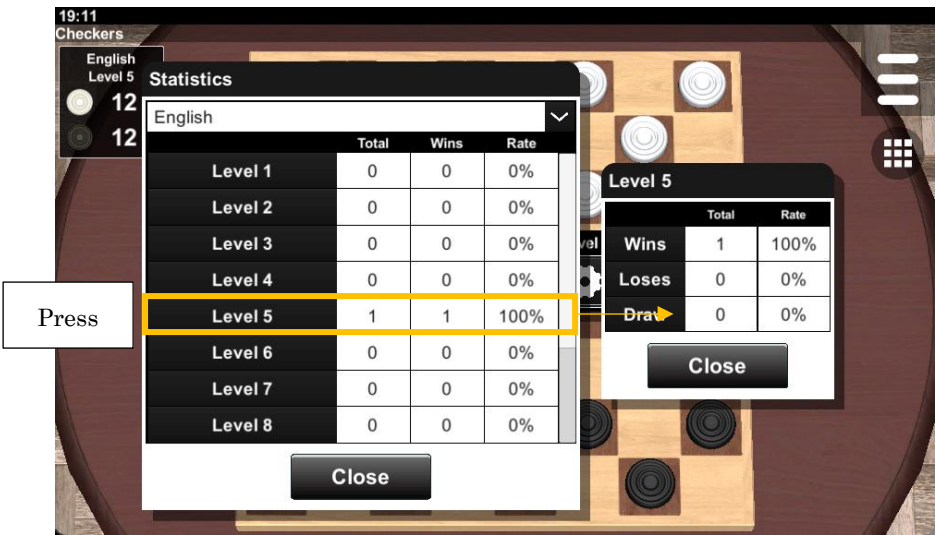 19:11
Checkers
English
Level 5
12
12
Statistics
English
Total Wins Rate
Level 1 0 0 0%
Level 2 0 0 0%
Level 3 0 0 0%
Level 4 0 0 0%
Level 5 1 1 100%
Level 6 0 0 0%
Level 7 0 0 0%
Level 8 0 0 0%
Close
Press
vel
Level 5
Total Rate
Wins 1 100%
Loses 0 0%
Draw 0 0%
Close